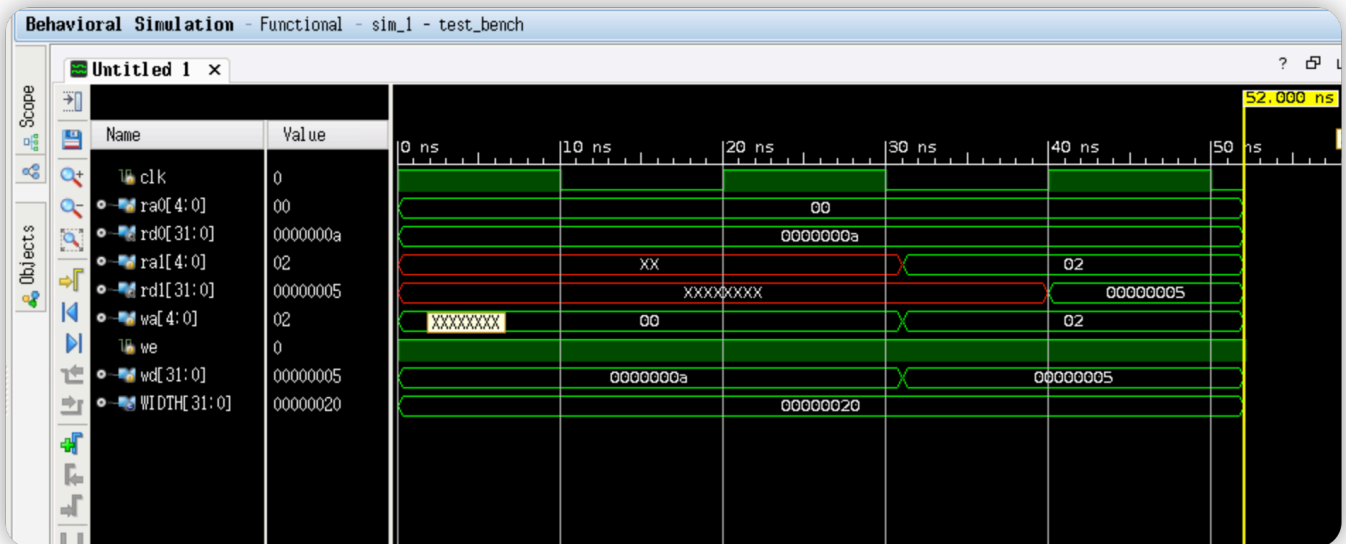 Behavioral Simulation - Functional - sim_1 - test_bench
Scope
Objects
Untitled 1 ×
?
52.000 ns
Name Value
0 ns 10 ns 20 ns 30 ns 40 ns 50 ns
clk 0
ra0[4:0] 00 00
rd0[31:0] 0000000a 0000000a
ra1[4:0] 02 XX 02
rd1[31:0] 00000005 XXXXXXXX 00000005
wa[4:0] 02 XXXXXXXX 00 02
we 0
wd[31:0] 00000005 0000000a 00000005
WIDTH[31:0] 00000020 00000020